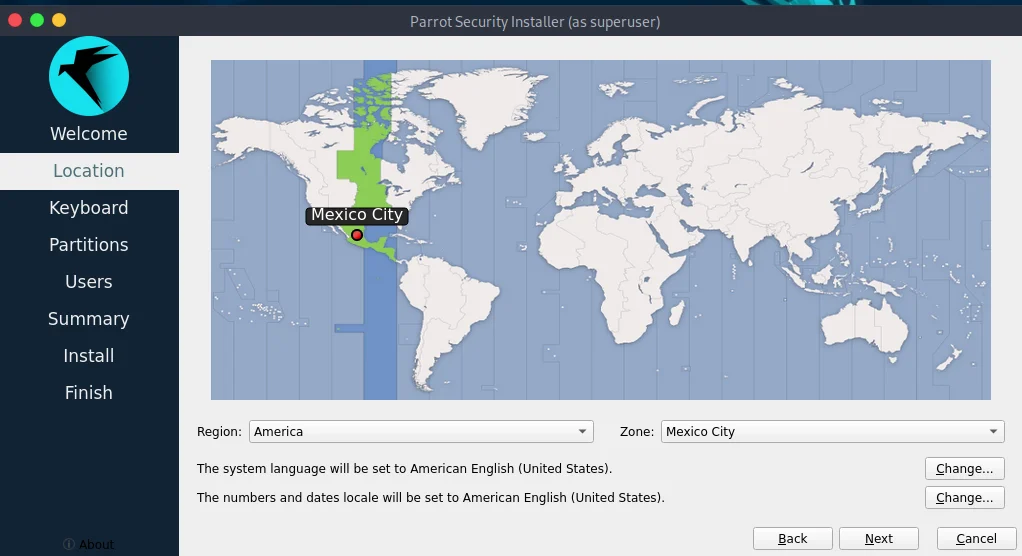 Parrot Security Installer (as superuser)
Welcome
Location
Keyboard
Partitions
Users
Summary
Install
Finish
About
Mexico City
Region: America Zone: Mexico City
The system language will be set to American English (United States). Change...
The numbers and dates locale will be set to American English (United States). Change...
Back Next Cancel